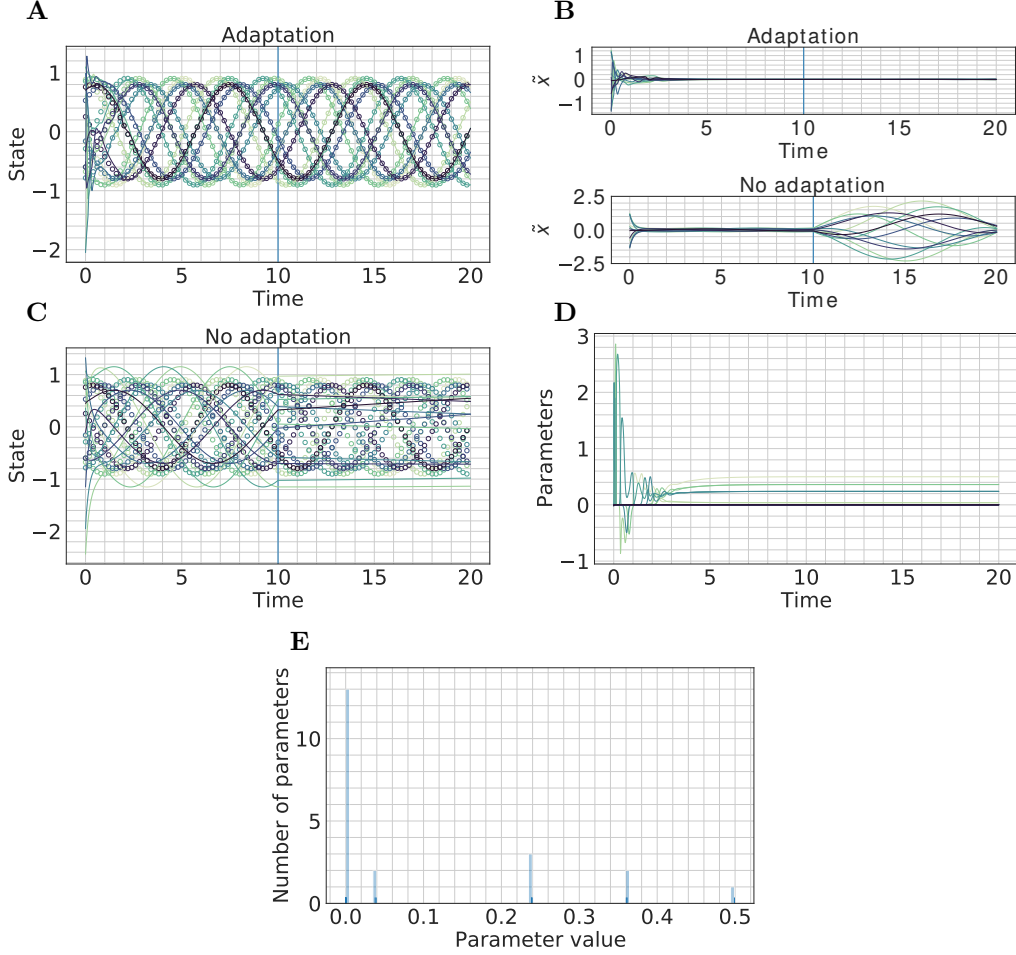 A
Adaptation
State
1
0
−1
−2
0 5 10 15 20
Time
B
Adaptation
x̃
1
0
−1
0 5 10 15 20
Time
No adaptation
x̃
2.5
0.0
−2.5
0 5 10 15 20
Time
C
No adaptation
State
1
0
−1
−2
0 5 10 15 20
Time
D
Parameters
3
2
1
0
−1
0 5 10 15 20
Time
E
Number of parameters
10
5
0
0.0 0.1 0.2 0.3 0.4 0.5
Parameter value